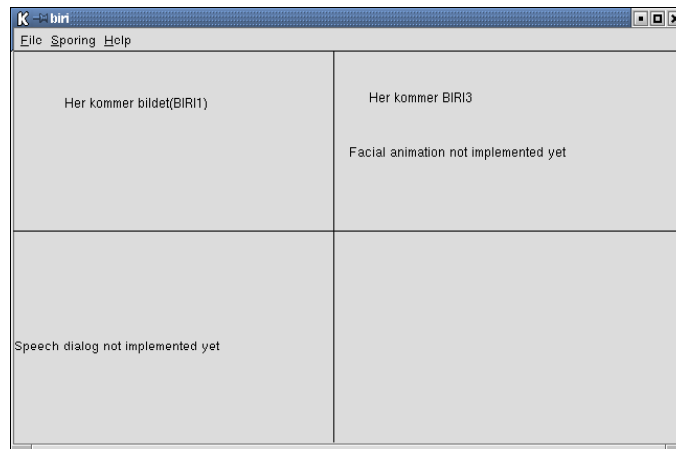 biri
File Sporing Help
Her kommer bildet(BIRI1)
Her kommer BIRI3
Facial animation not implemented yet
Speech dialog not implemented yet